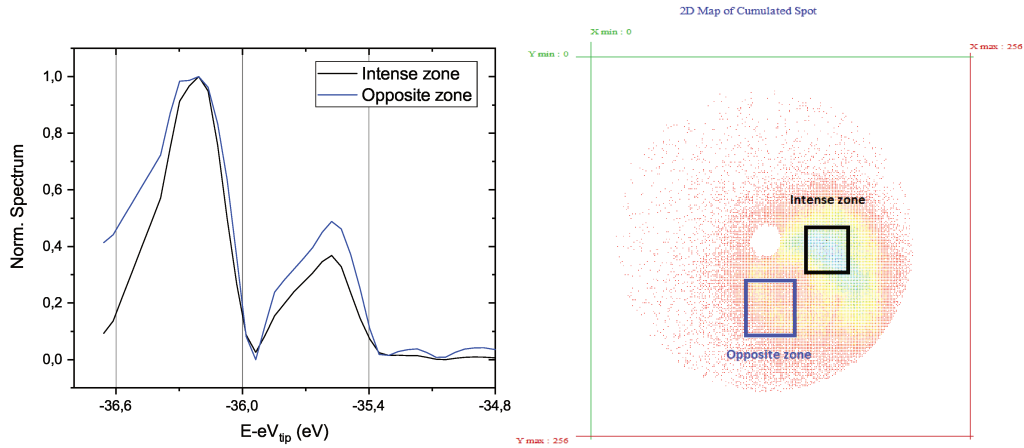 2D Map of Cumulated Spot
X min : 0
X max : 256
Y min : 0
Norm. Spectrum
1,0
0,8
0,6
0,4
0,2
0,0
Intense zone
Opposite zone
-36,6
-36,0
-35,4
-34,8
E-eVtip (eV)
Intense zone
Opposite zone
Y max : 256